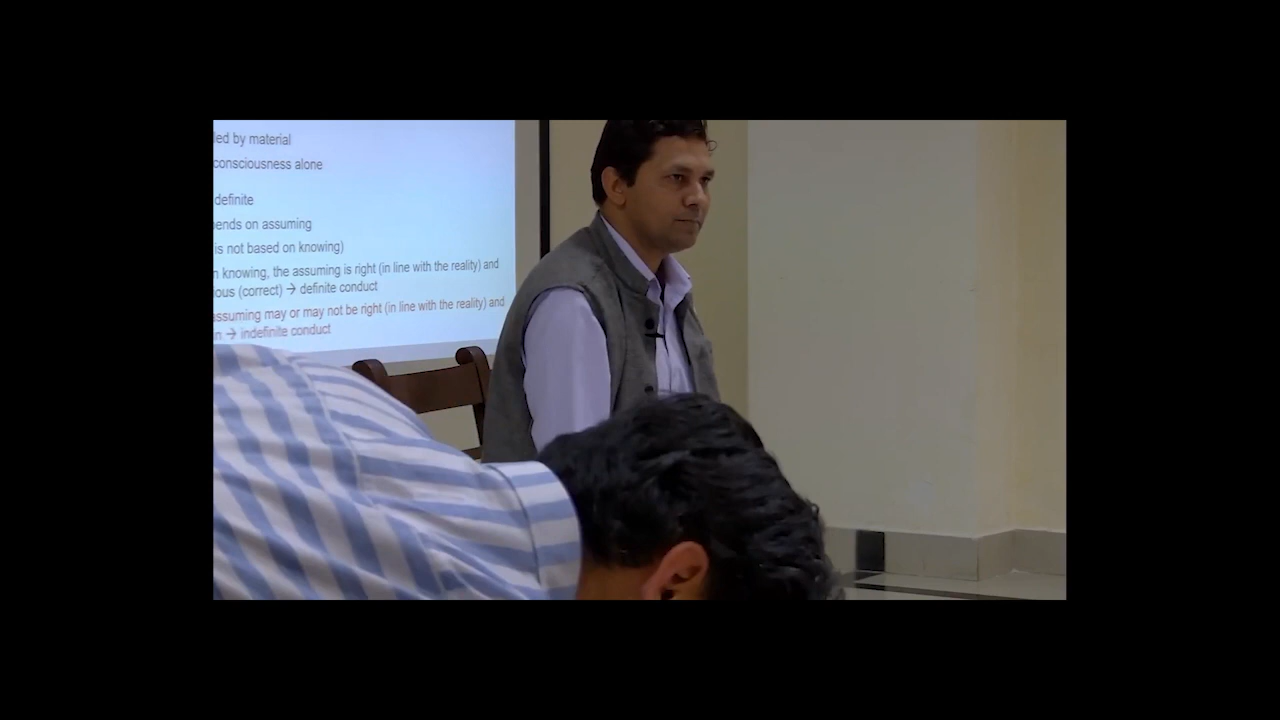 led by material
consciousness alone
definite
ends on assuming
is not based on knowing)
n knowing, the assuming is right (in line with the reality) and
ious (correct) → definite conduct
assuming may or may not be right (in line with the reality) and
n → indefinite conduct